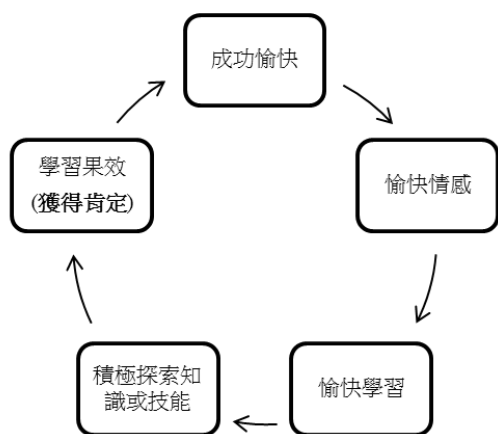 成功愉快
愉快情感
愉快學習
積極探索知
識或技能
學習果效
(獲得肯定)